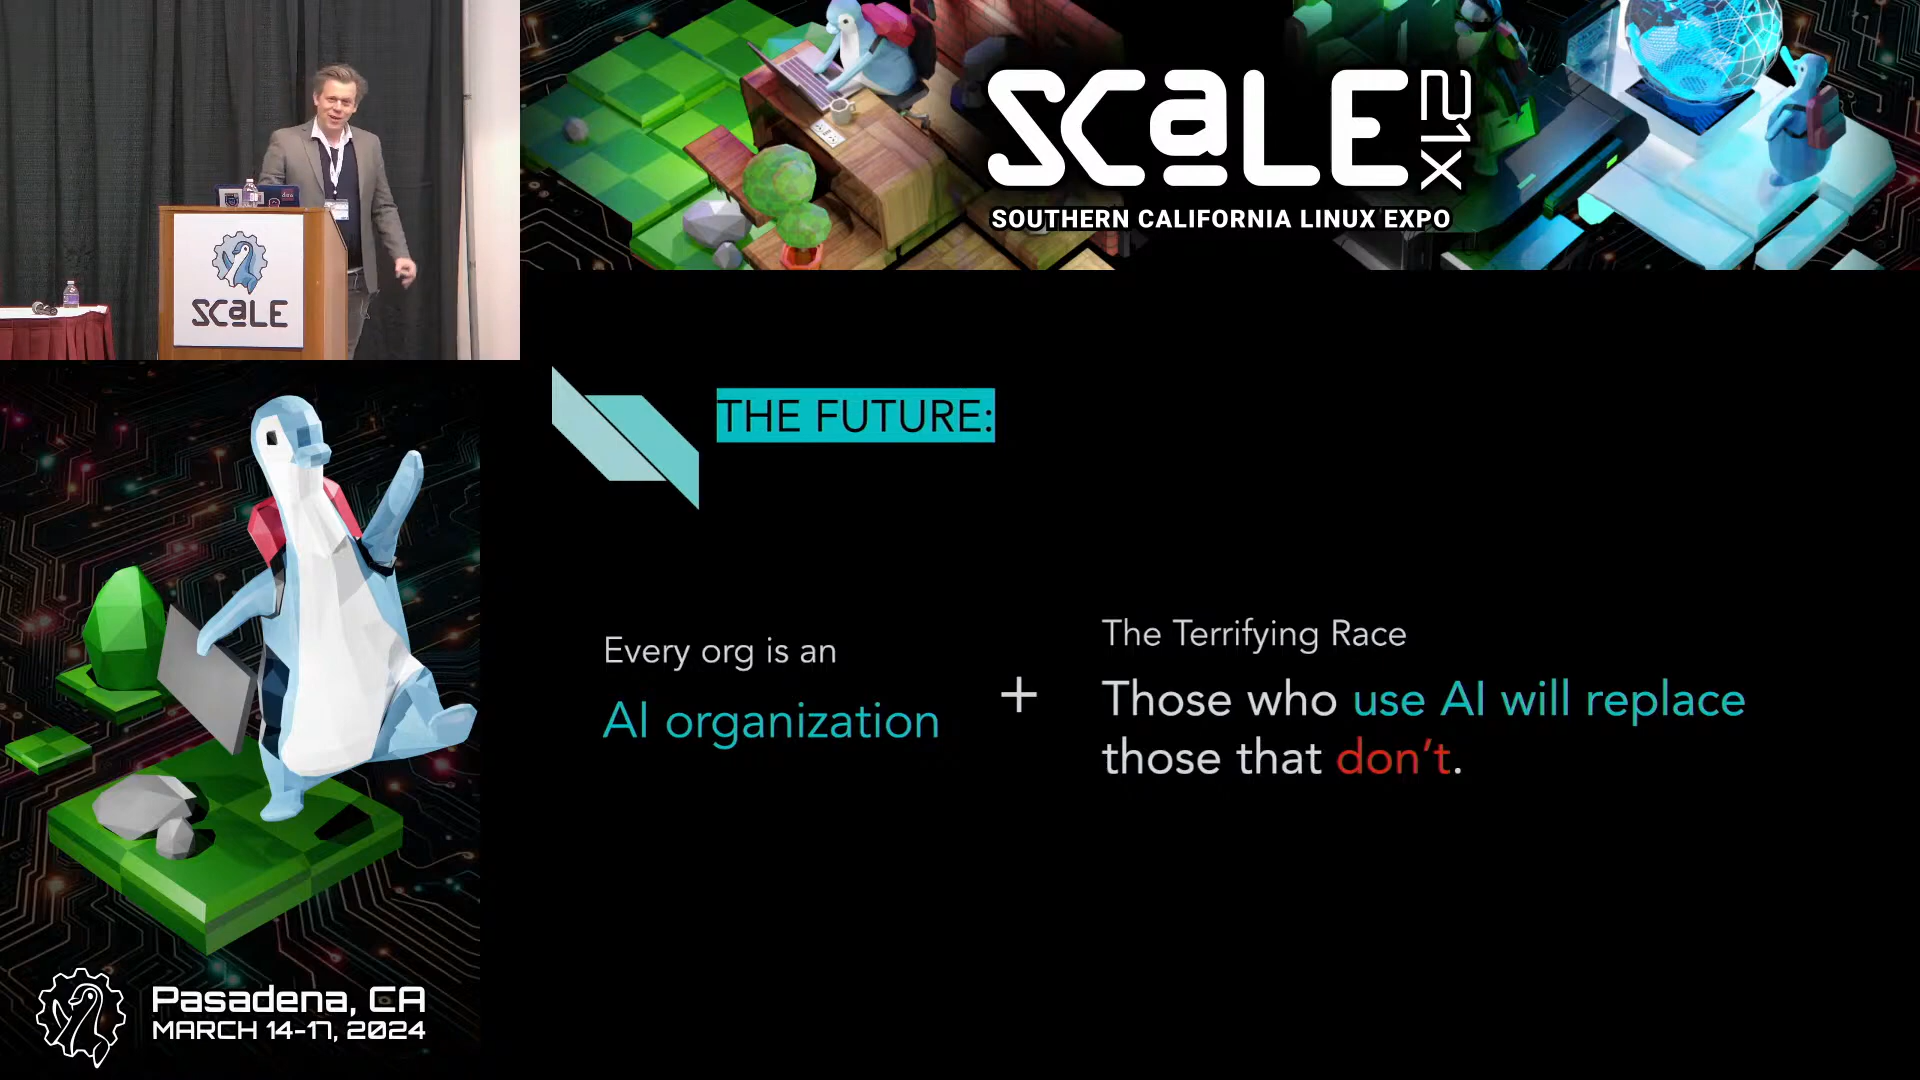 SCaLE
21X
SOUTHERN CALIFORNIA LINUX EXPO
SCaLE
THE FUTURE:
Every org is an
AI organization
+
The Terrifying Race
Those who use AI will replace
those that don’t.
Pasadena, CA
MARCH 14-17, 2024